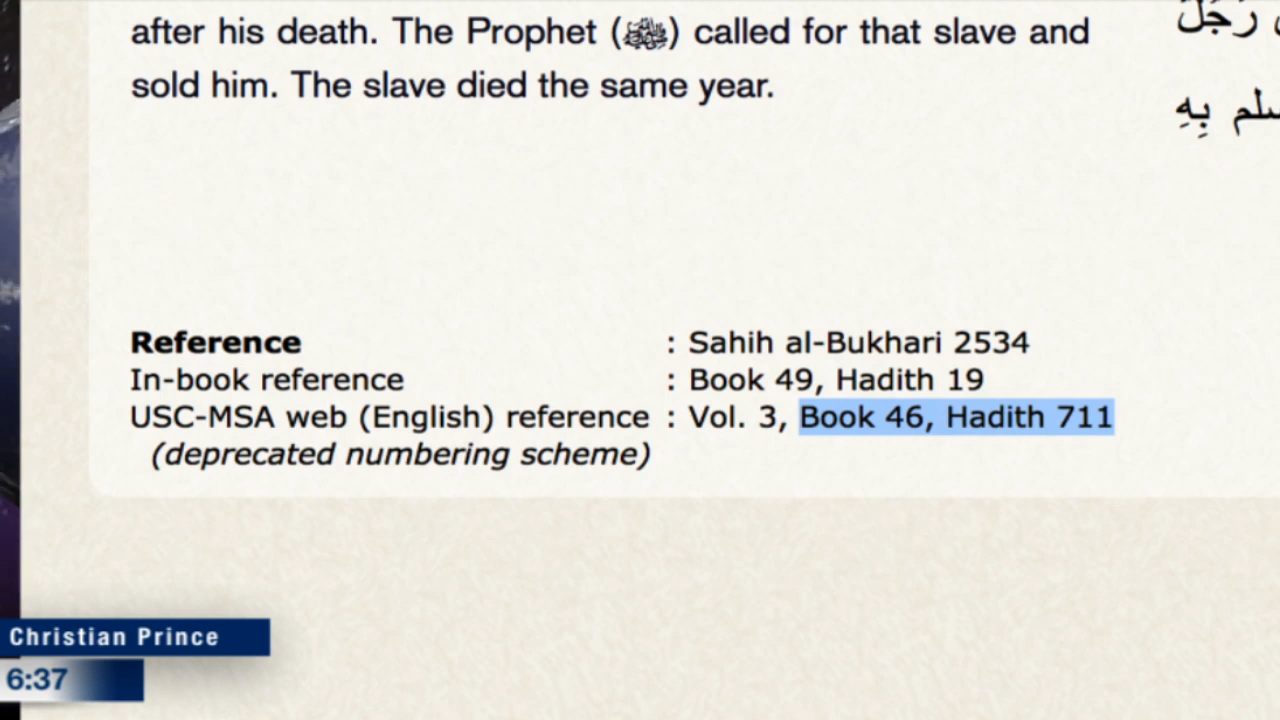 after his death. The Prophet (ﷺ) called for that slave and
sold him. The slave died the same year.
رَجُلٌ
سلم بِهِ
Reference : Sahih al-Bukhari 2534
In-book reference : Book 49, Hadith 19
USC-MSA web (English) reference : Vol. 3, Book 46, Hadith 711
(deprecated numbering scheme)
Christian Prince
6:37